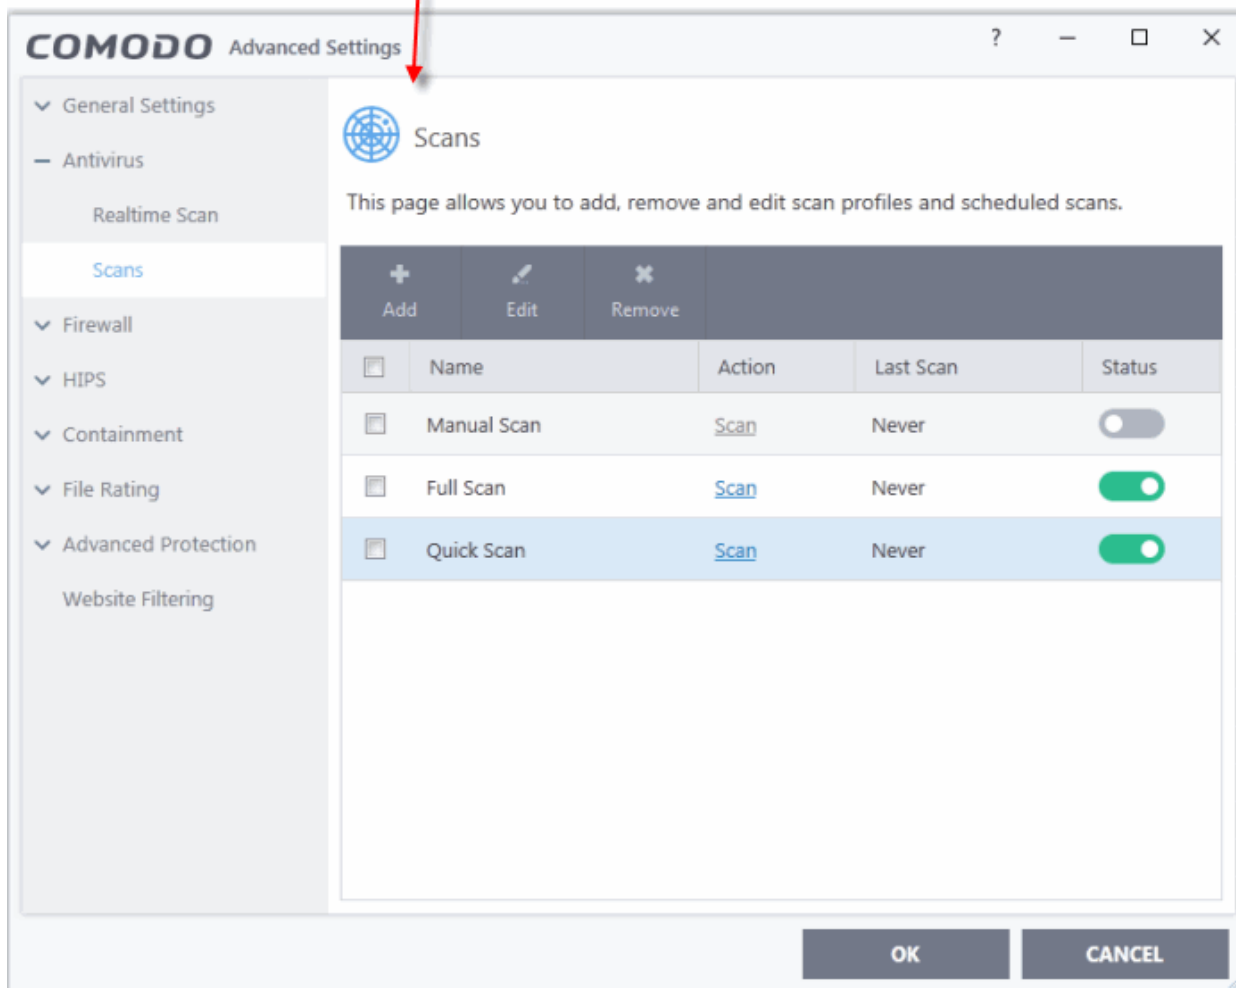 COMODO Advanced Settings ?
General Settings
Antivirus
Realtime Scan
Scans
Firewall
HIPS
Containment
File Rating
Advanced Protection
Website Filtering
Scans
This page allows you to add, remove and edit scan profiles and scheduled scans.
Add Edit Remove
Name Action Last Scan Status
Manual Scan Scan Never
Full Scan Scan Never
Quick Scan Scan Never
OK CANCEL